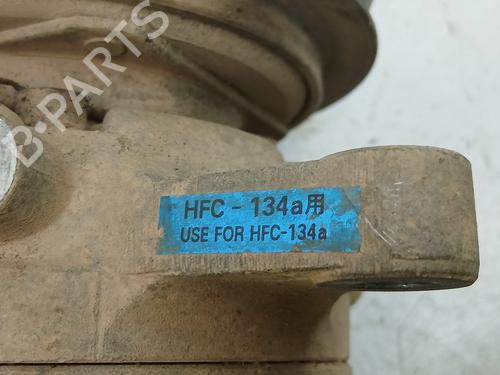 B-PARTS
HFC - 134a用
USE FOR HFC-134a